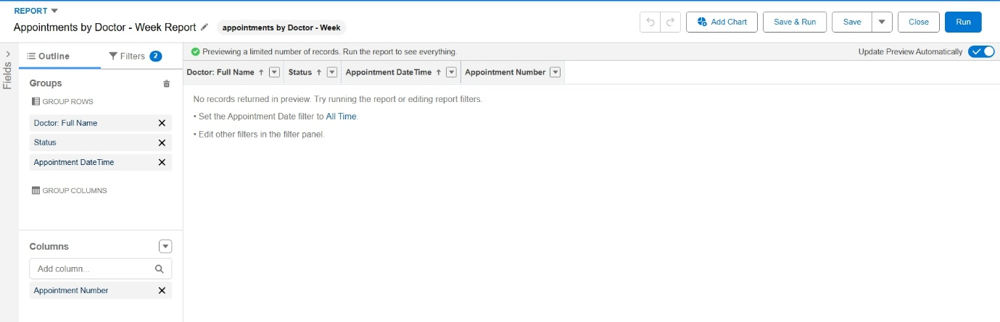 REPORT
Appointments by Doctor - Week Report
appointments by Doctor - Week
Add Chart
Save & Run
Save
Close
Run
Fields
Outline
Filters 2
Groups
GROUP ROWS
Doctor: Full Name
Status
Appointment DateTime
GROUP COLUMNS
Columns
Add column...
Appointment Number
Previewing a limited number of records. Run the report to see everything.
Update Preview Automatically
Doctor: Full Name
Status
Appointment DateTime
Appointment Number
No records returned in preview. Try running the report or editing report filters.
• Set the Appointment Date filter to All Time.
• Edit other filters in the filter panel.